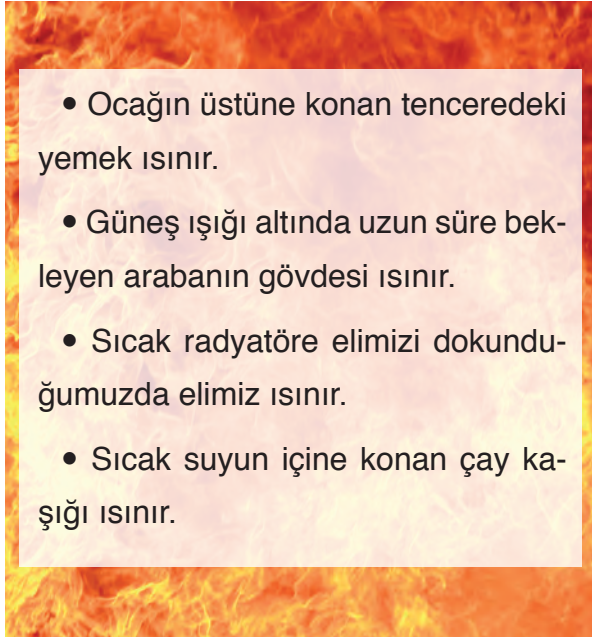 • Ocağın üstüne konan tenceredeki
yemek ısınır.
• Güneş ışığı altında uzun süre bek-
leyen arabanın gövdesi ısınır.
• Sıcak radyatöre elimizi dokundu-
ğumuzda elimiz ısınır.
• Sıcak suyun içine konan çay ka-
şığı ısınır.